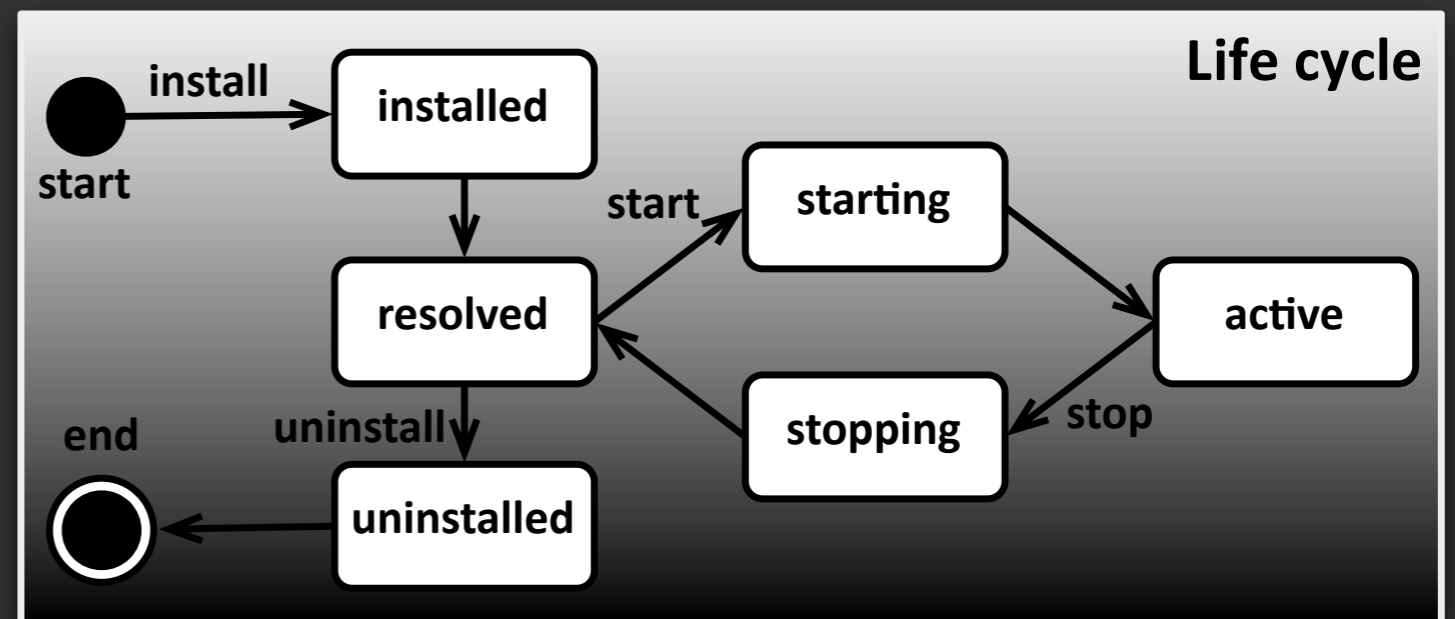 Life cycle
install
installed
start
start
starting
resolved
active
uninstall
end
stopping
stop
uninstalled